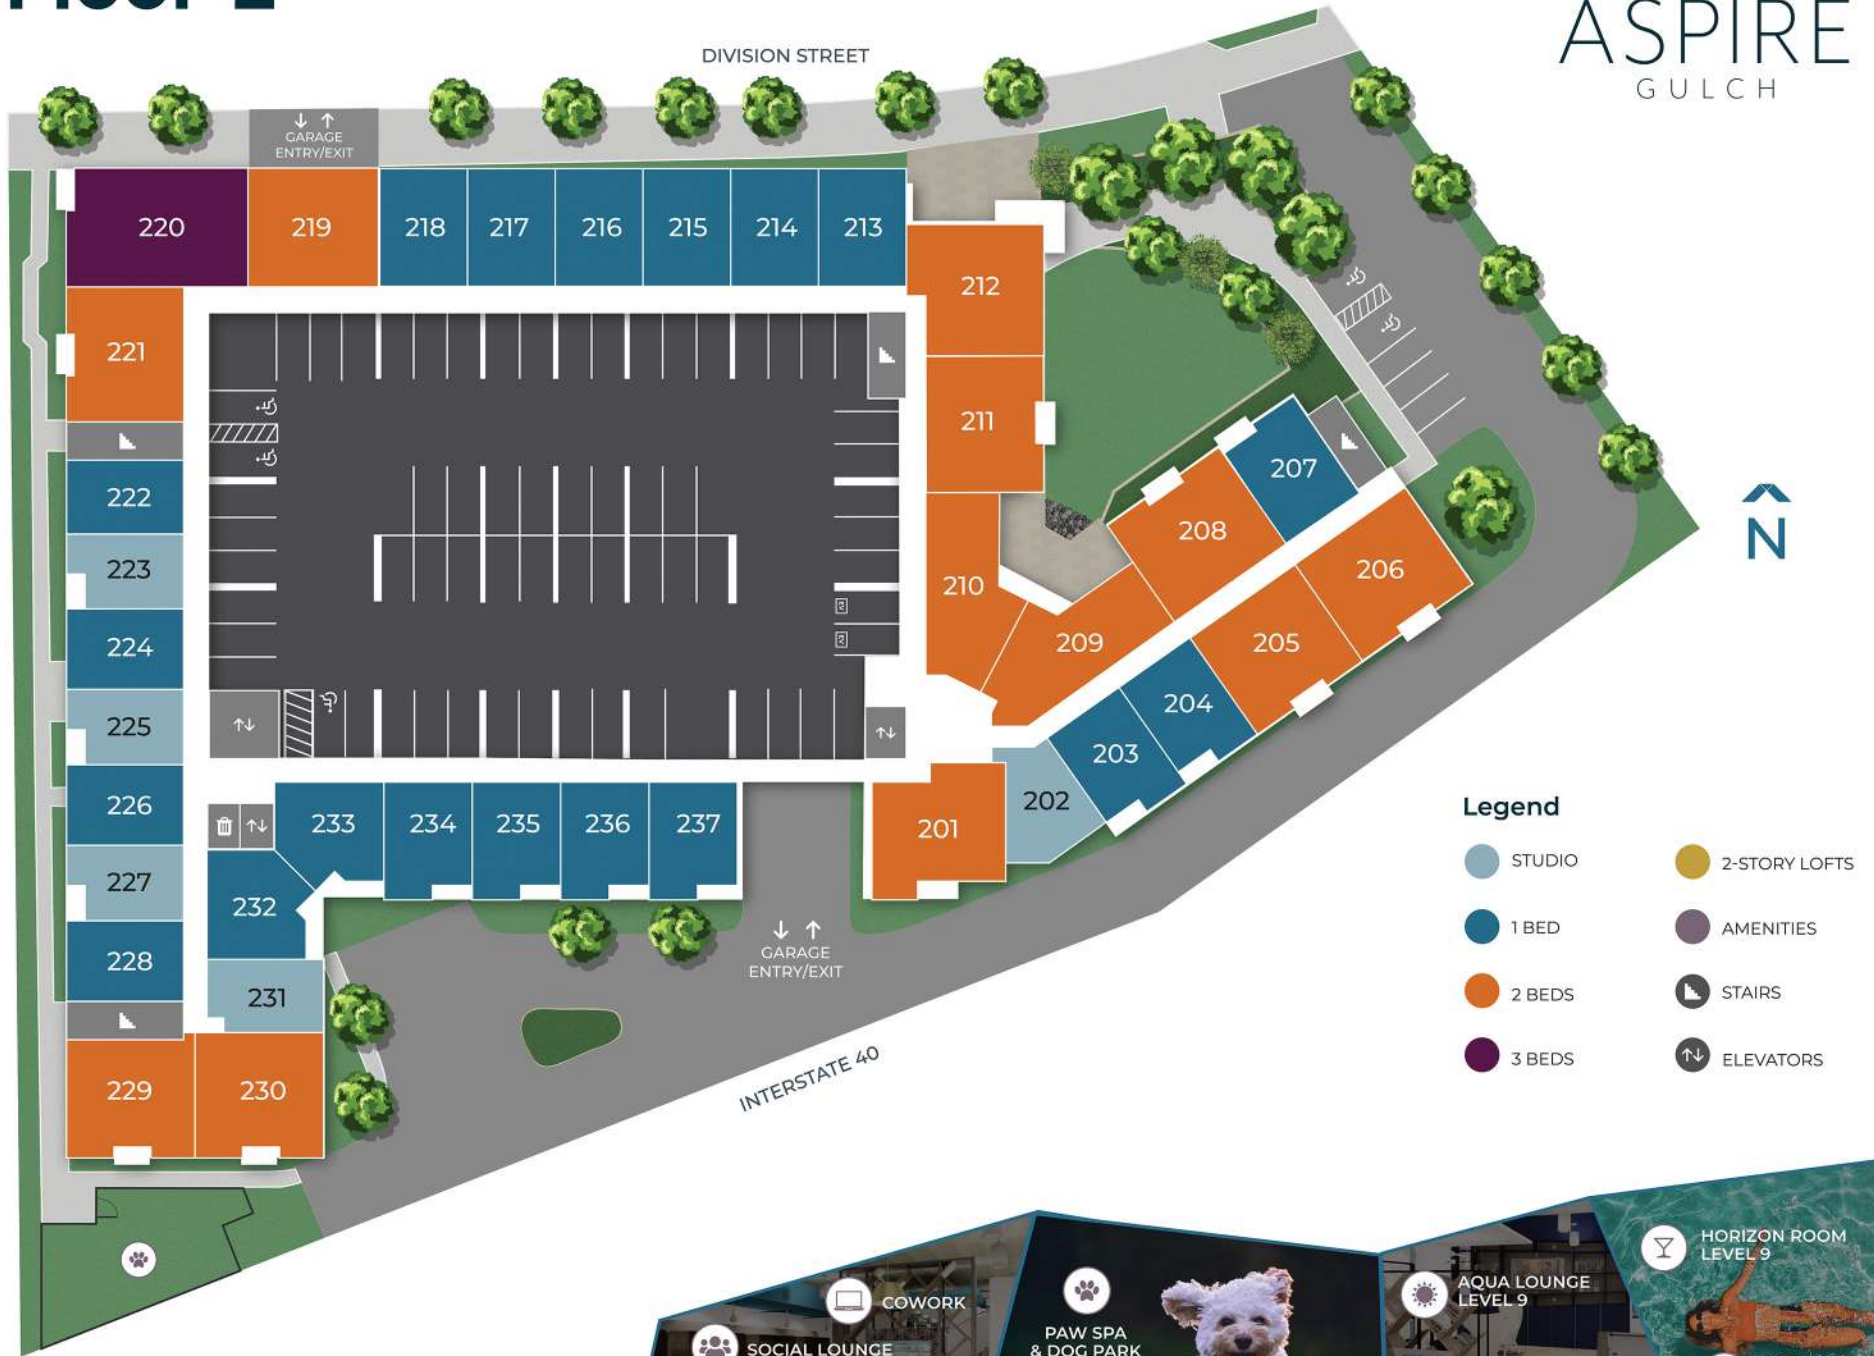 Floor 2
ASPIRE
GULCH
DIVISION STREET
GARAGE
ENTRY/EXIT
220
219
218
217
216
215
214
213
212
221
211
207
222
208
206
223
210
209
205
224
204
225
203
226
202
201
233
234
235
236
237
227
232
228
231
229
230
GARAGE
ENTRY/EXIT
INTERSTATE 40
N
Legend
STUDIO
2-STORY LOFTS
1 BED
AMENITIES
2 BEDS
STAIRS
3 BEDS
ELEVATORS
HORIZON ROOM
LEVEL 9
AQUA LOUNGE
LEVEL 9
COWORK
PAW SPA
& DOG PARK
SOCIAL LOUNGE